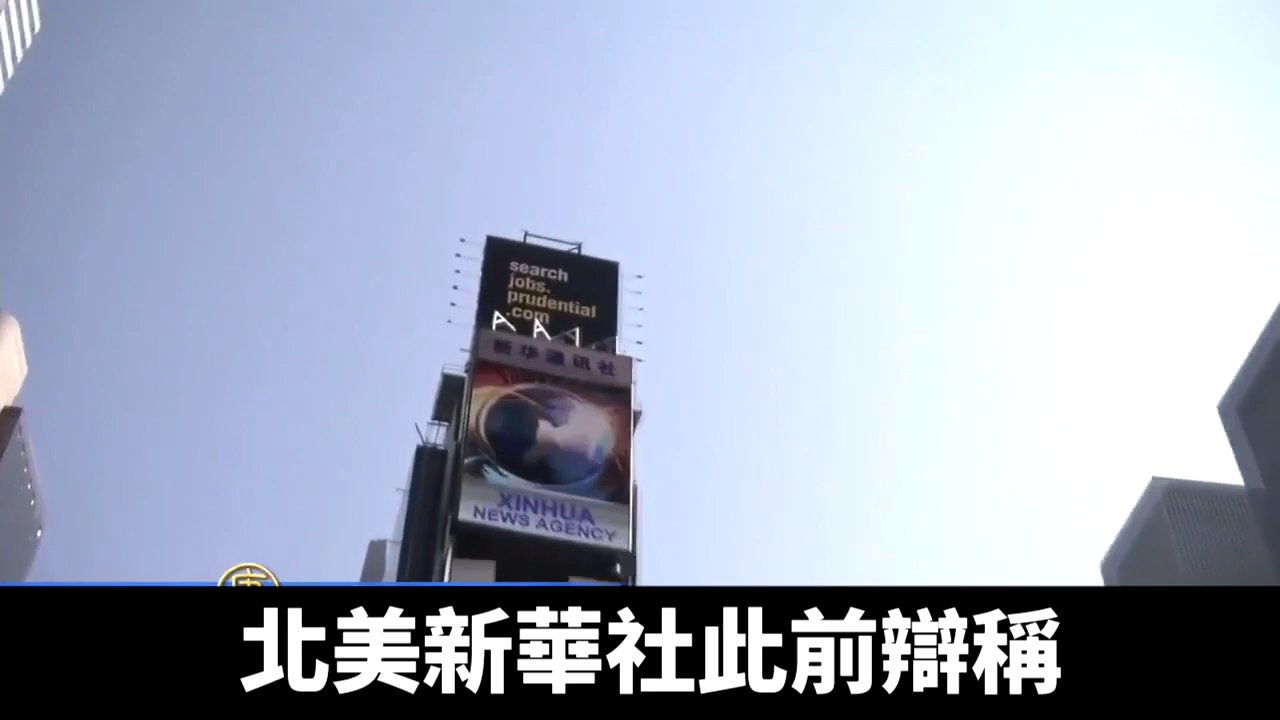 search
jobs.
prudential
.com
新华通讯社
XINHUA
NEWS AGENCY
北美新華社此前辯稱